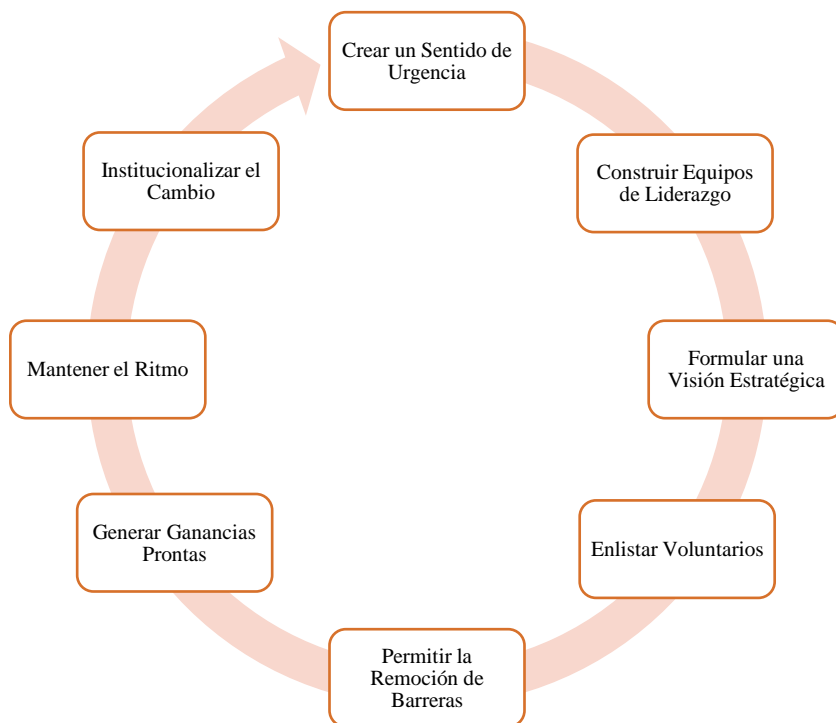 Crear un Sentido de
Urgencia
Construir Equipos
de Liderazgo
Formular una
Visión Estratégica
Enlistar Voluntarios
Permitir la
Remoción de
Barreras
Generar Ganancias
Prontas
Mantener el Ritmo
Institucionalizar el
Cambio